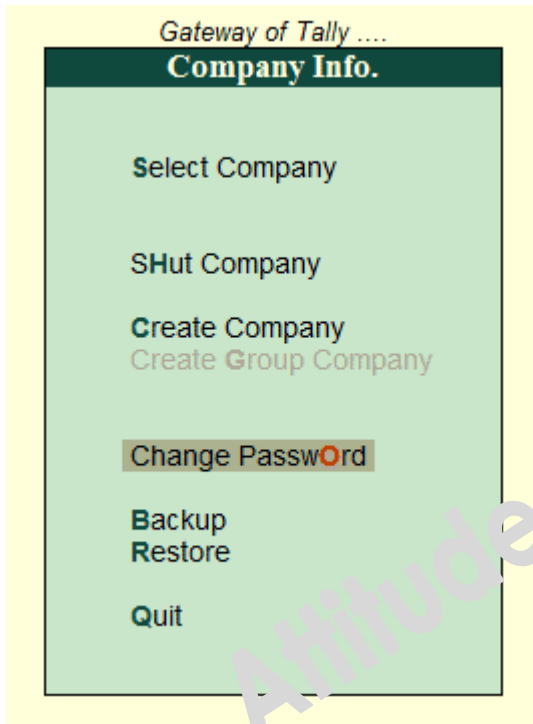 Gateway of Tally ....
Company Info.
Select Company
SHut Company
Create Company
Create Group Company
Change PasswOrd
Backup
Restore
Quit
Attitude